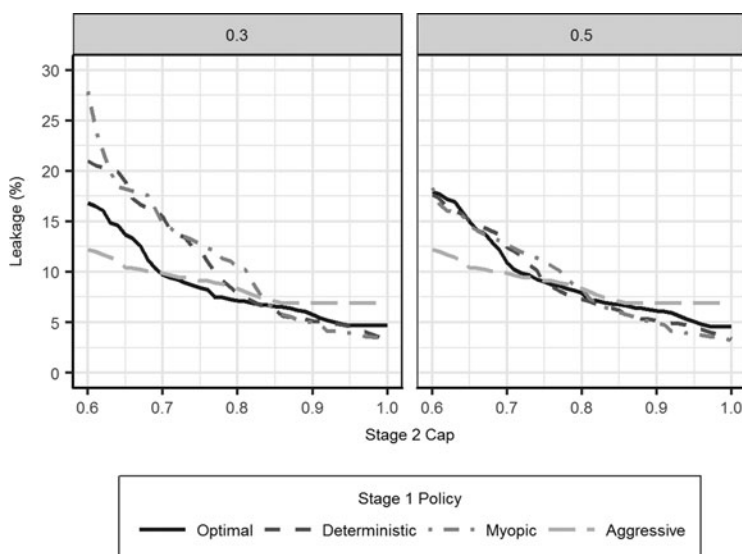 0.3 0.5
30
25
20
15
10
5
0
Leakage (%)
0.6 0.7 0.8 0.9 1.0 0.6 0.7 0.8 0.9 1.0
Stage 2 Cap
Stage 1 Policy
Optimal Deterministic Myopic Aggressive